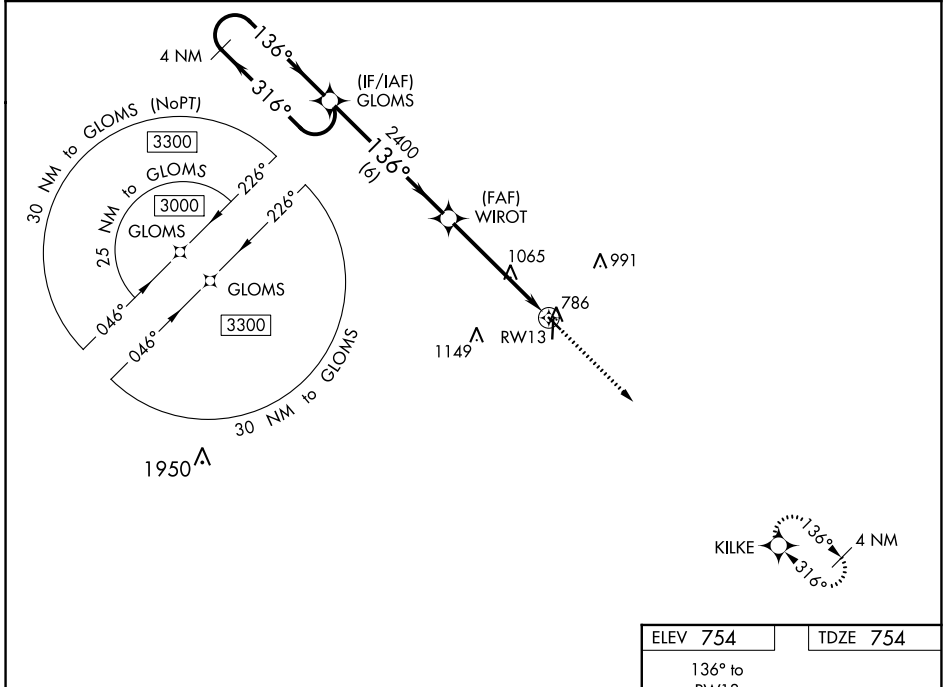 136°
4 NM
316°
(IF/IAF)
GLOMS
2400
136°
(6)
(FAF)
WIROT
1065
991
786
RW13
1149
30 NM to GLOMS (NoPT)
3300
25 NM to GLOMS
3000
GLOMS
226°
046°
226°
GLOMS
3300
046°
30 NM to GLOMS
1950
KILKE
136°
4 NM
316°
ELEV 754
TDZE 754
136° to
RW13